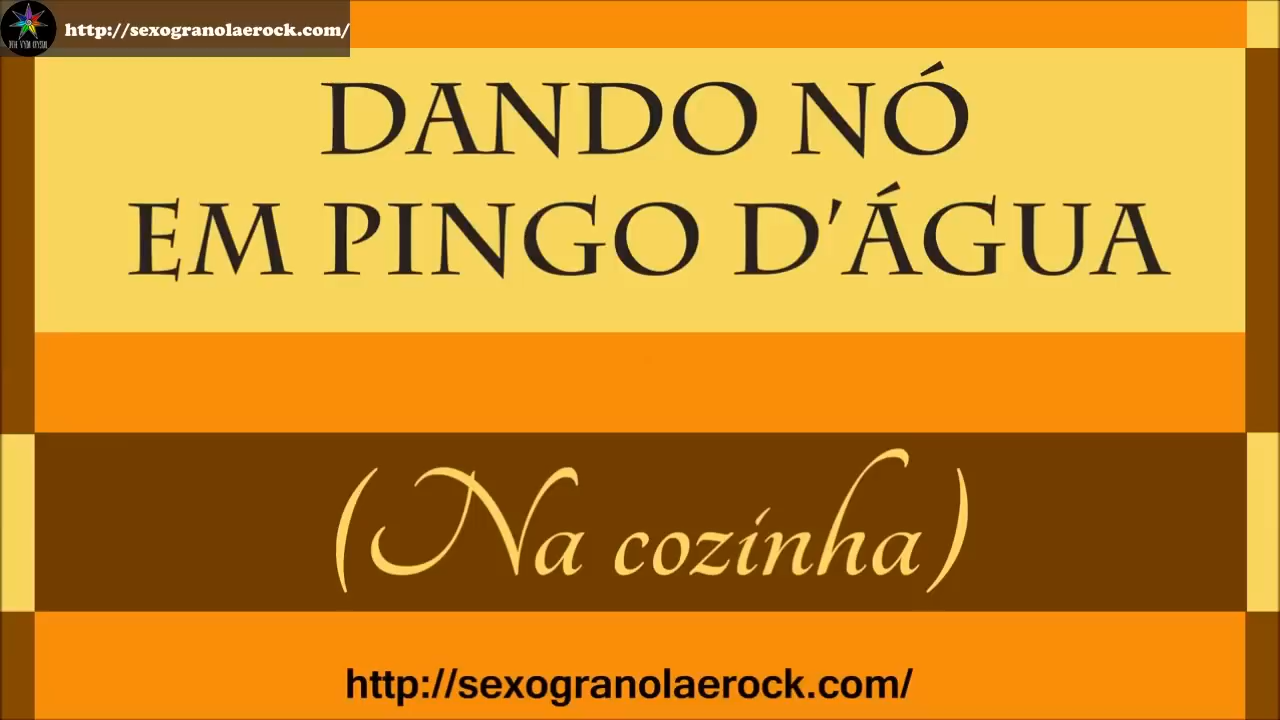 http://sexogranolaerock.com/
DANDO NÓ
EM PINGO D'ÁGUA
(Na cozinha)
http://sexogranolaerock.com/